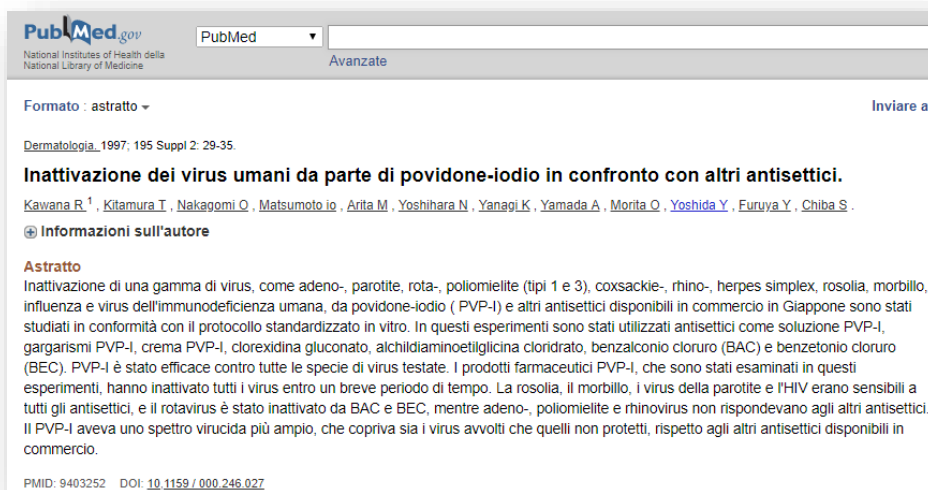 PubMed.gov
PubMed
National Institutes of Health della
National Library of Medicine
Avanzate
Formato : astratto
Inviare a
Dermatologia. 1997; 195 Suppl 2: 29-35.
Inattivazione dei virus umani da parte di povidone-iodio in confronto con altri antisettici.
Kawana R 1 , Kitamura T , Nakagomi O , Matsumoto io , Arita M , Yoshihara N , Yanagi K , Yamada A , Morita O , Yoshida Y , Furuya Y , Chiba S .
Informazioni sull'autore
Astratto
Inattivazione di una gamma di virus, come adeno-, parotite, rota-, poliomielite (tipi 1 e 3), coxsackie-, rhino-, herpes simplex, rosolia, morbillo,
influenza e virus dell'immunodeficienza umana, da povidone-iodio ( PVP-I) e altri antisettici disponibili in commercio in Giappone sono stati
studiati in conformità con il protocollo standardizzato in vitro. In questi esperimenti sono stati utilizzati antisettici come soluzione PVP-I,
gargarismi PVP-I, crema PVP-I, clorexidina gluconato, alchildiaminoetilglicina cloridrato, benzalconio cloruro (BAC) e benzetonio cloruro
(BEC). PVP-I è stato efficace contro tutte le specie di virus testate. I prodotti farmaceutici PVP-I, che sono stati esaminati in questi
esperimenti, hanno inattivato tutti i virus entro un breve periodo di tempo. La rosolia, il morbillo, i virus della parotite e l'HIV erano sensibili a
tutti gli antisettici, e il rotavirus è stato inattivato da BAC e BEC, mentre adeno-, poliomielite e rhinovirus non rispondevano agli altri antisettici.
Il PVP-I aveva uno spettro virucida più ampio, che copriva sia i virus avvolti che quelli non protetti, rispetto agli altri antisettici disponibili in
commercio.
PMID: 9403252 DOI: 10.1159 / 000.246.027